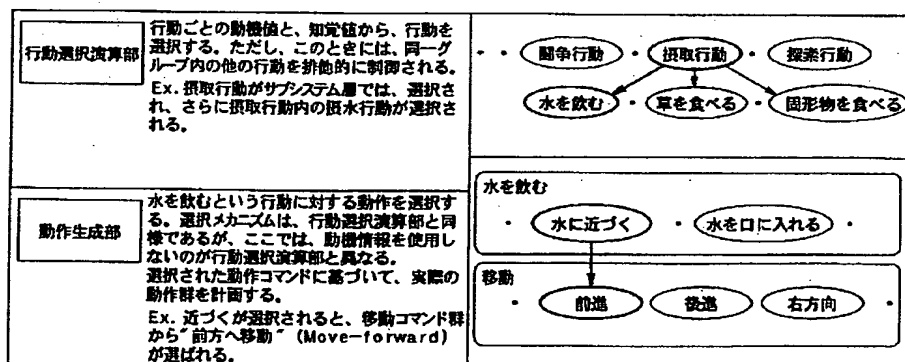 行動選択演算部
行動ごとの動機値と、知覚値から、行動を
選択する。ただし、このときには、同一グ
ループ内の他の行動を排他的に制御される。
Ex. 摂取行動がサブシステム層では、選択さ
れ、さらに摂取行動内の摂水行動が選択さ
れる。
闘争行動 摂取行動 探索行動
水を飲む 草を食べる 固形物を食べる
動作生成部
水を飲むという行動に対する動作を選択す
る。選択メカニズムは、行動選択演算部と同
様であるが、ここでは、動機情報を使用し
ないのが行動選択演算部と異なる。
選択された動作コマンドに基づいて、実際の
動作群を計画する。
Ex. 近づくが選択されると、移動コマンド群
から"前方へ移動" (Move-forward)
が選ばれる。
水を飲む
水に近づく 水を口に入れる
移動
前進 後進 右方向